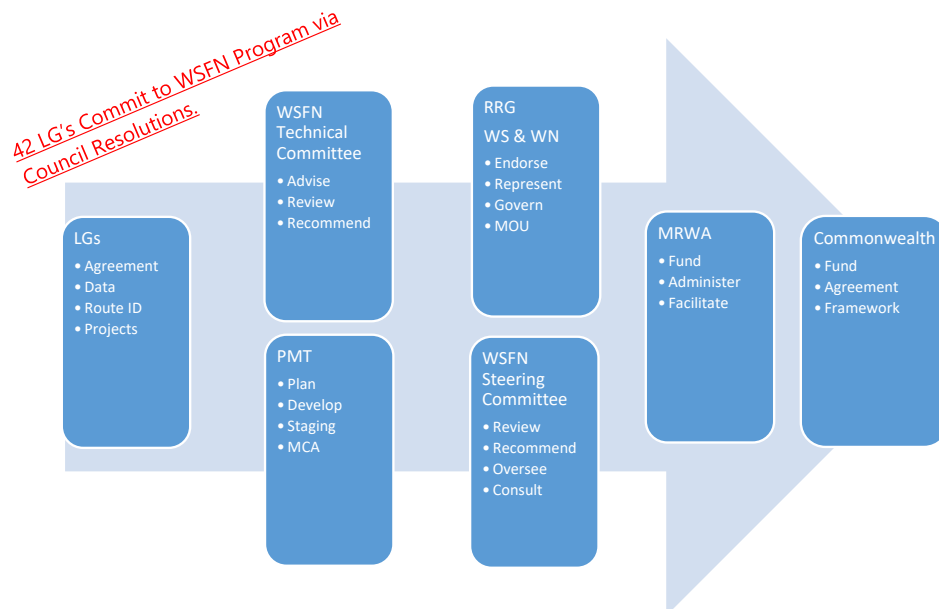 42 LG's Commit to WSFN Program via
Council Resolutions.
LGs
• Agreement
• Data
• Route ID
• Projects
WSFN
Technical
Committee
• Advise
• Review
• Recommend
PMT
• Plan
• Develop
• Staging
• MCA
RRG
WS & WN
• Endorse
• Represent
• Govern
• MOU
WSFN
Steering
Committee
• Review
• Recommend
• Oversee
• Consult
MRWA
• Fund
• Administer
• Facilitate
Commonwealth
• Fund
• Agreement
• Framework